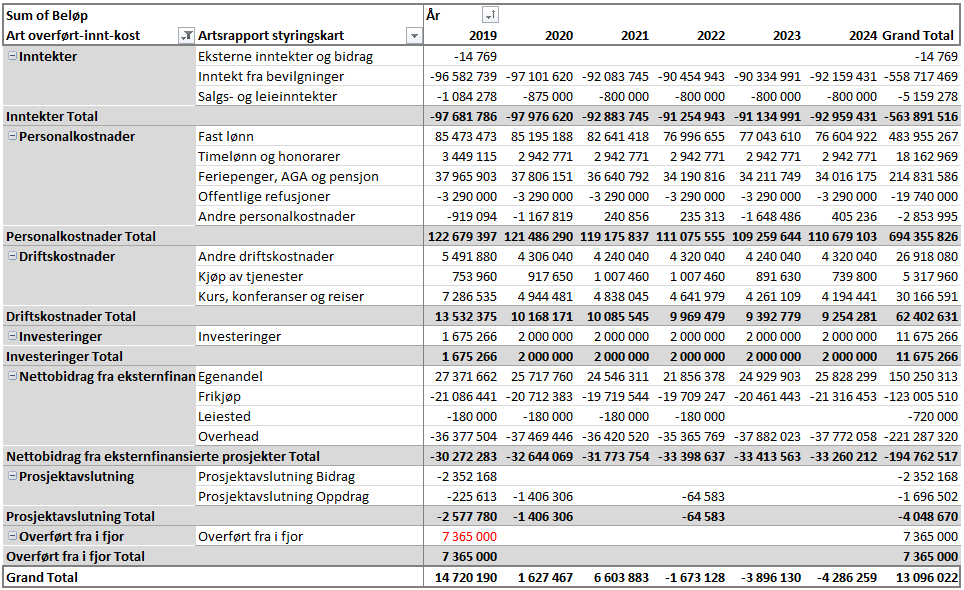 Sum of Beløp År
Art overført-innt-kost Artsrapport styringskart 2019 2020 2021 2022 2023 2024 Grand Total
Inntekter Eksterne inntekter og bidrag -14 769 -14 769
Inntekt fra bevilgninger -96 582 739 -97 101 620 -92 083 745 -90 454 943 -90 334 991 -92 159 431 -558 717 469
Salgs- og leieinntekter -1 084 278 -875 000 -800 000 -800 000 -800 000 -800 000 -5 159 278
Inntekter Total -97 681 786 -97 976 620 -92 883 745 -91 254 943 -91 134 991 -92 959 431 -563 891 516
Personalkostnader Fast lønn 85 473 473 85 195 188 82 641 418 76 996 655 77 043 610 76 604 922 483 955 267
Timelønn og honorarer 3 449 115 2 942 771 2 942 771 2 942 771 2 942 771 2 942 771 18 162 969
Feriepenger, AGA og pensjon 37 965 903 37 806 151 36 640 792 34 190 816 34 211 749 34 016 175 214 831 586
Offentlige refusjoner -3 290 000 -3 290 000 -3 290 000 -3 290 000 -3 290 000 -3 290 000 -19 740 000
Andre personalkostnader -919 094 -1 167 819 240 856 235 313 -1 648 486 405 236 -2 853 995
Personalkostnader Total 122 679 397 121 486 290 119 175 837 111 075 555 109 259 644 110 679 103 694 355 826
Driftskostnader Andre driftskostnader 5 491 880 4 306 040 4 240 040 4 320 040 4 240 040 4 320 040 26 918 080
Kjøp av tjenester 753 960 917 650 1 007 460 1 007 460 891 630 739 800 5 317 960
Kurs, konferanser og reiser 7 286 535 4 944 481 4 838 045 4 641 979 4 261 109 4 194 441 30 166 591
Driftskostnader Total 13 532 375 10 168 171 10 085 545 9 969 479 9 392 779 9 254 281 62 402 631
Investeringer Investeringer 1 675 266 2 000 000 2 000 000 2 000 000 2 000 000 2 000 000 11 675 266
Investeringer Total 1 675 266 2 000 000 2 000 000 2 000 000 2 000 000 2 000 000 11 675 266
Nettobidrag fra eksternfinan Egenandel 27 371 662 25 717 760 24 546 311 21 856 378 24 929 903 25 828 299 150 250 313
Frikjøp -21 086 441 -20 712 383 -19 719 544 -19 709 247 -20 461 443 -21 316 453 -123 005 510
Leiested -180 000 -180 000 -180 000 -180 000 -720 000
Overhead -36 377 504 -37 469 446 -36 420 520 -35 365 769 -37 882 023 -37 772 058 -221 287 320
Nettobidrag fra eksternfinansierte prosjekter Total -30 272 283 -32 644 069 -31 773 754 -33 398 637 -33 413 563 -33 260 212 -194 762 517
Prosjektavslutning Prosjektavslutning Bidrag -2 352 168 -2 352 168
Prosjektavslutning Oppdrag -225 613 -1 406 306 -64 583 -1 696 502
Prosjektavslutning Total -2 577 780 -1 406 306 -64 583 -4 048 670
Overført fra i fjor Overført fra i fjor 7 365 000 7 365 000
Overført fra i fjor Total 7 365 000 7 365 000
Grand Total 14 720 190 1 627 467 6 603 883 -1 673 128 -3 896 130 -4 286 259 13 096 022